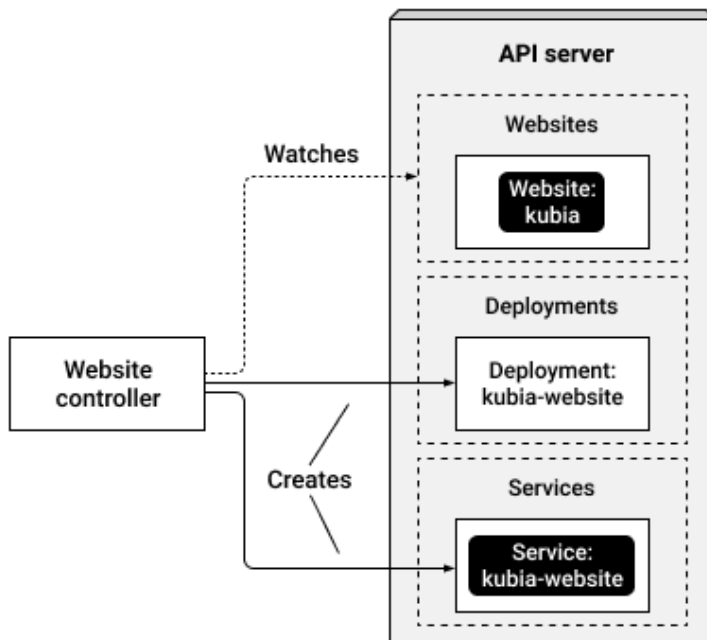 API server
Websites
Watches
Website:
kubia
Deployments
Website
controller
Deployment:
kubia-website
Creates
Services
Service:
kubia-website